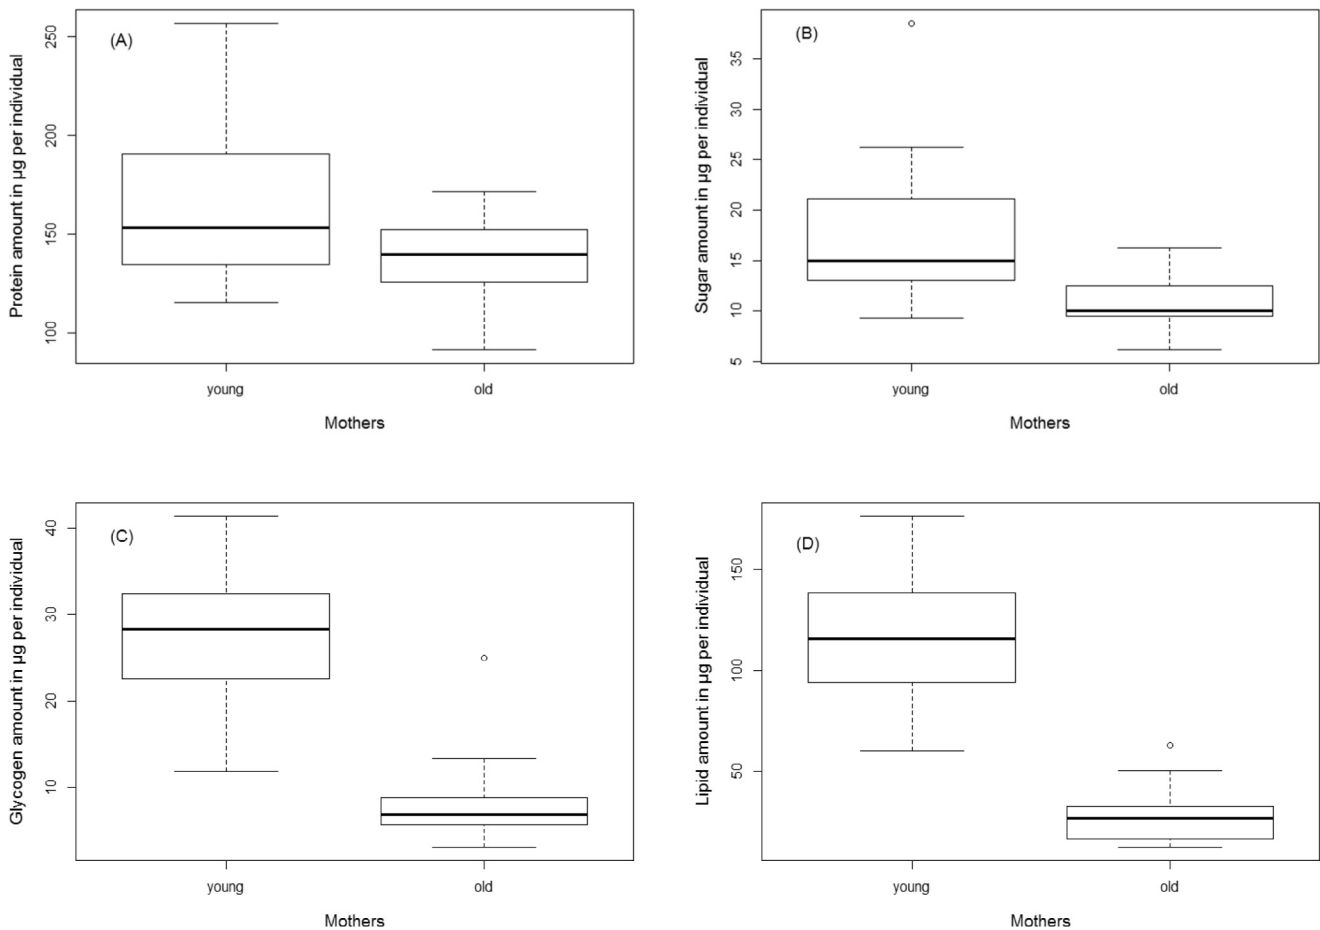 (A)
Protein amount in µg per individual
250
200
150
100
young old
Mothers
(B)
Sugar amount in µg per individual
35
30
25
20
15
10
5
young old
Mothers
(C)
Glycogen amount in µg per individual
40
30
20
10
young old
Mothers
(D)
Lipid amount in µg per individual
150
100
50
young old
Mothers